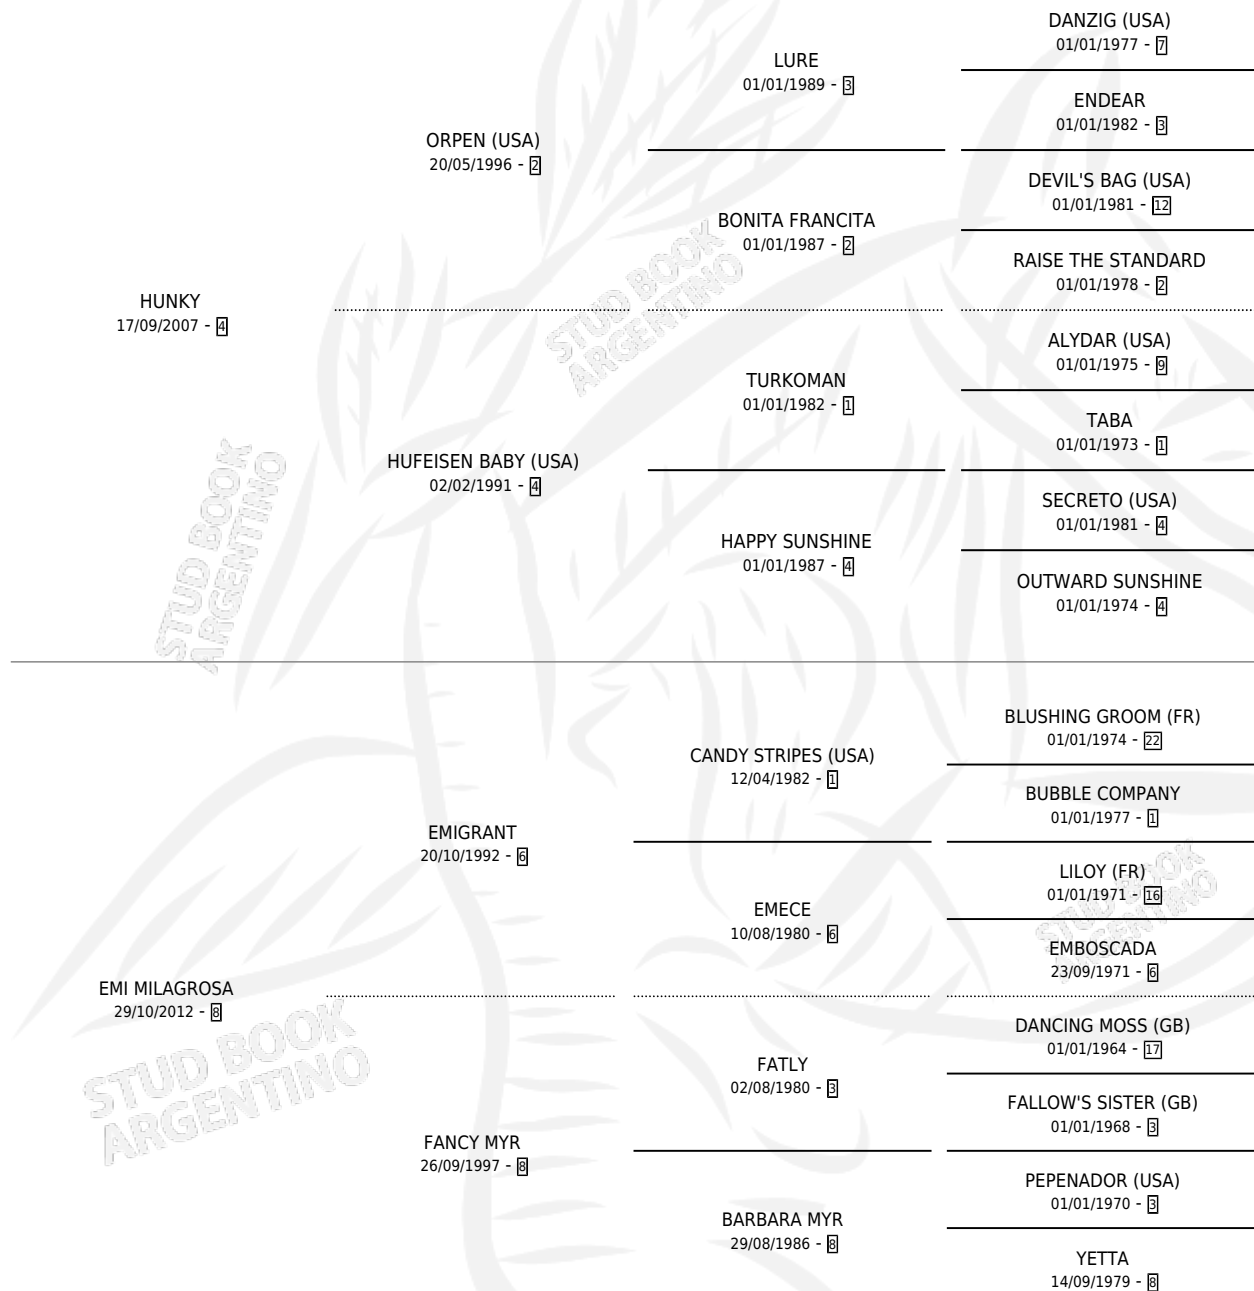 DANZIG (USA)
01/01/1977 - 7
LURE
01/01/1989 - 3
ENDEAR
01/01/1982 - 3
ORPEN (USA)
20/05/1996 - 2
DEVIL'S BAG (USA)
01/01/1981 - 12
BONITA FRANCITA
01/01/1987 - 2
RAISE THE STANDARD
01/01/1978 - 2
HUNKY
17/09/2007 - 4
ALYDAR (USA)
01/01/1975 - 9
TURKOMAN
01/01/1982 - 1
TABA
01/01/1973 - 1
HUFEISEN BABY (USA)
02/02/1991 - 4
SECRETO (USA)
01/01/1981 - 4
HAPPY SUNSHINE
01/01/1987 - 4
OUTWARD SUNSHINE
01/01/1974 - 4
STUD BOOK
ARGENTINO
STUD BOOK
ARGENTINO
BLUSHING GROOM (FR)
01/01/1974 - 22
CANDY STRIPES (USA)
12/04/1982 - 1
BUBBLE COMPANY
01/01/1977 - 1
EMIGRANT
20/10/1992 - 6
LILOY (FR)
01/01/1971 - 16
EMECE
10/08/1980 - 6
EMBOSCADA
23/09/1971 - 6
EMI MILAGROSA
29/10/2012 - 8
DANCING MOSS (GB)
01/01/1964 - 17
FATLY
02/08/1980 - 3
FALLOW'S SISTER (GB)
01/01/1968 - 3
FANCY MYR
26/09/1997 - 8
PEPENADOR (USA)
01/01/1970 - 3
BARBARA MYR
29/08/1986 - 8
YETTA
14/09/1979 - 8
STUD BOOK
ARGENTINO
STUD BOOK
ARGENTINO